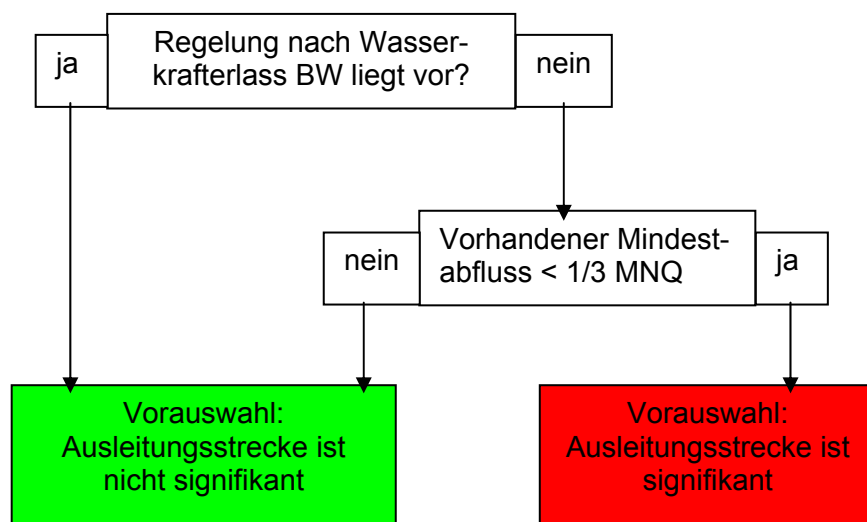 ja
Regelung nach Wasser-
krafterlass BW liegt vor?
nein
nein
Vorhandener Mindest-
abfluss < 1/3 MNQ
ja
Vorauswahl:
Ausleitungsstrecke ist
nicht signifikant
Vorauswahl:
Ausleitungsstrecke ist
signifikant